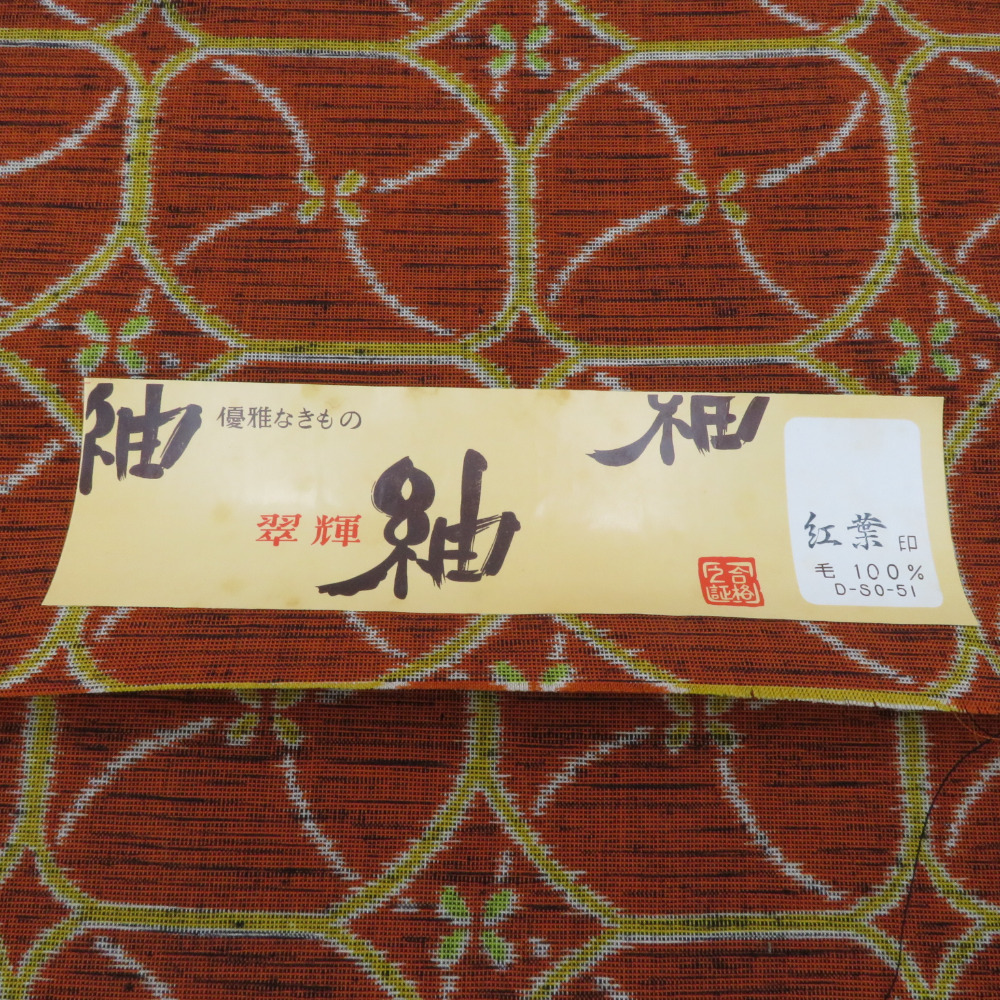 紬
優雅なきもの
翠輝
紬
紬
合格
之証
紅葉印
毛 100%
D-SO-51